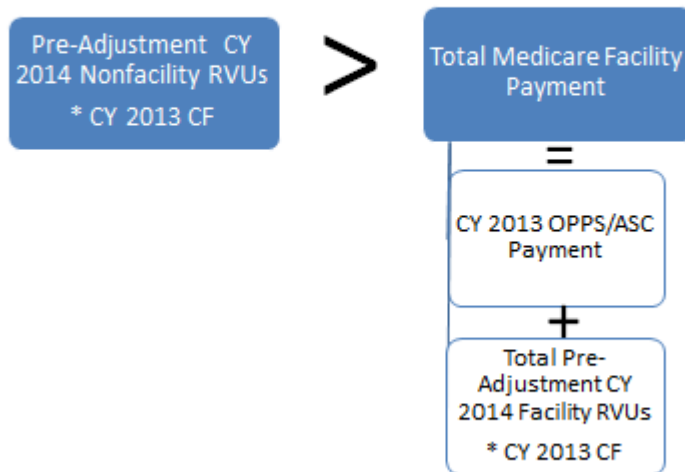 Pre-Adjustment CY
2014 Nonfacility RVUs
* CY 2013 CF
>
Total Medicare Facility
Payment
=
CY 2013 OPPS/ASC
Payment
+
Total Pre-
Adjustment CY
2014 Facility RVUs
* CY 2013 CF